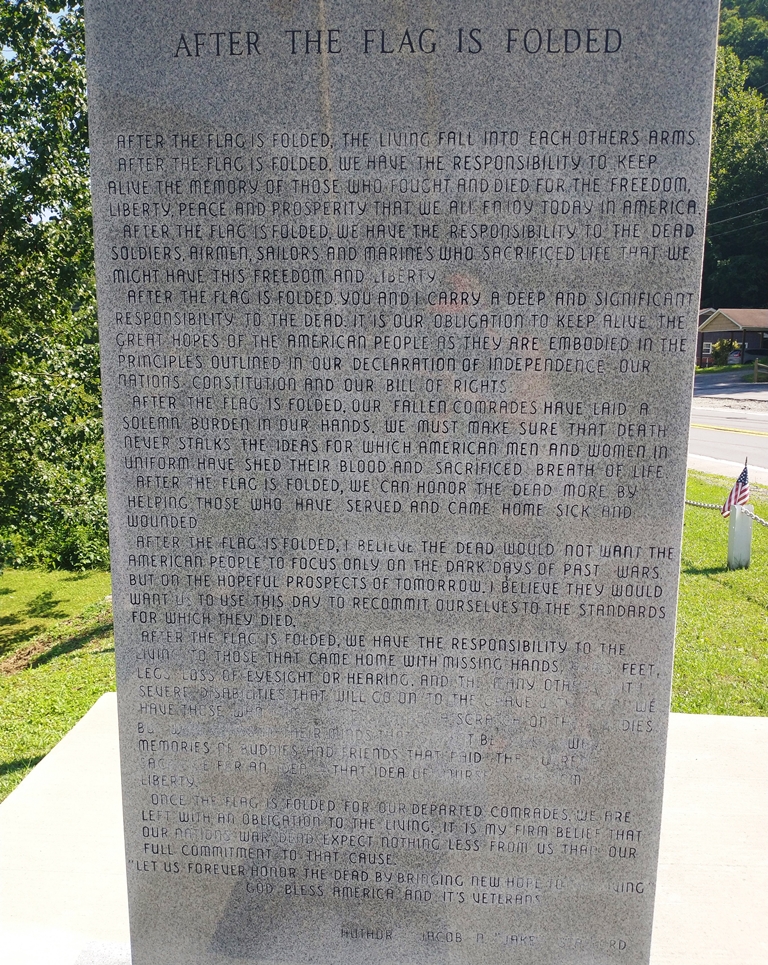 AFTER THE FLAG IS FOLDED
AFTER THE FLAG IS FOLDED, THE LIVING FALL INTO EACH OTHERS ARMS.
AFTER THE FLAG IS FOLDED, WE HAVE THE RESPONSIBILITY TO KEEP
ALIVE THE MEMORY OF THOSE WHO FOUGHT AND DIED FOR THE FREEDOM,
LIBERTY, PEACE AND PROSPERITY THAT WE ALL ENJOY TODAY IN AMERICA.
AFTER THE FLAG IS FOLDED, WE HAVE THE RESPONSIBILITY TO THE DEAD
SOLDIERS, AIRMEN, SAILORS AND MARINES WHO SACRIFICED LIFE THAT WE
MIGHT HAVE THIS FREEDOM AND LIBERTY.
AFTER THE FLAG IS FOLDED YOU AND I CARRY A DEEP AND SIGNIFICANT
RESPONSIBILITY TO THE DEAD. IT IS OUR OBLIGATION TO KEEP ALIVE THE
GREAT HOPES OF THE AMERICAN PEOPLE AS THEY ARE EMBODIED IN THE
PRINCIPLES OUTLINED IN OUR DECLARATION OF INDEPENDENCE OUR
NATIONS CONSTITUTION AND OUR BILL OF RIGHTS.
AFTER THE FLAG IS FOLDED, OUR FALLEN COMRADES HAVE LAID A
SOLEMN BURDEN IN OUR HANDS. WE MUST MAKE SURE THAT DEATH
NEVER STALKS THE IDEAS FOR WHICH AMERICAN MEN AND WOMEN IN
UNIFORM HAVE SHED THEIR BLOOD AND SACRIFICED BREATH OF LIFE
AFTER THE FLAG IS FOLDED, WE CAN HONOR THE DEAD MORE BY
HELPING THOSE WHO HAVE SERVED AND CAME HOME SICK AND
WOUNDED
AFTER THE FLAG IS FOLDED, I BELIEVE THE DEAD WOULD NOT WANT THE
AMERICAN PEOPLE TO FOCUS ONLY ON THE DARK DAYS OF PAST WARS.
BUT ON THE HOPEFUL PROSPECTS OF TOMORROW. I BELIEVE THEY WOULD
WANT US TO USE THIS DAY TO RECOMMIT OURSELVES TO THE STANDARDS
FOR WHICH THEY DIED.
AFTER THE FLAG IS FOLDED, WE HAVE THE RESPONSIBILITY TO THE
LIVING TO THOSE THAT CAME HOME WITH MISSING HANDS, FEET,
LEGS, LOSS OF EYESIGHT OR HEARING, AND THE MANY
SEVERE DISABILITIES THAT WILL GO ON TO THE GRAVE WE
HAVE THOSE WHO SCRATCH ON
MIND
MEMORIES OF BUDDIES AND FRIENDS THAT PAID THE
FOR AN THAT IDEA OF
LIBERTY.
ONCE THE FLAG IS FOLDED FOR OUR DEPARTED COMRADES, WE ARE
LEFT WITH AN OBLIGATION TO THE LIVING. IT IS MY FIRM BELIEF THAT
OUR NATIONS WAR DEAD EXPECT NOTHING LESS FROM US THAN OUR
FULL COMMITMENT TO THAT CAUSE.
"LET US FOREVER HONOR THE DEAD BY BRINGING NEW HOPE TO LIVING"
GOD BLESS AMERICA AND IT'S VETERANS
AUTHOR JACOB "JAKE"